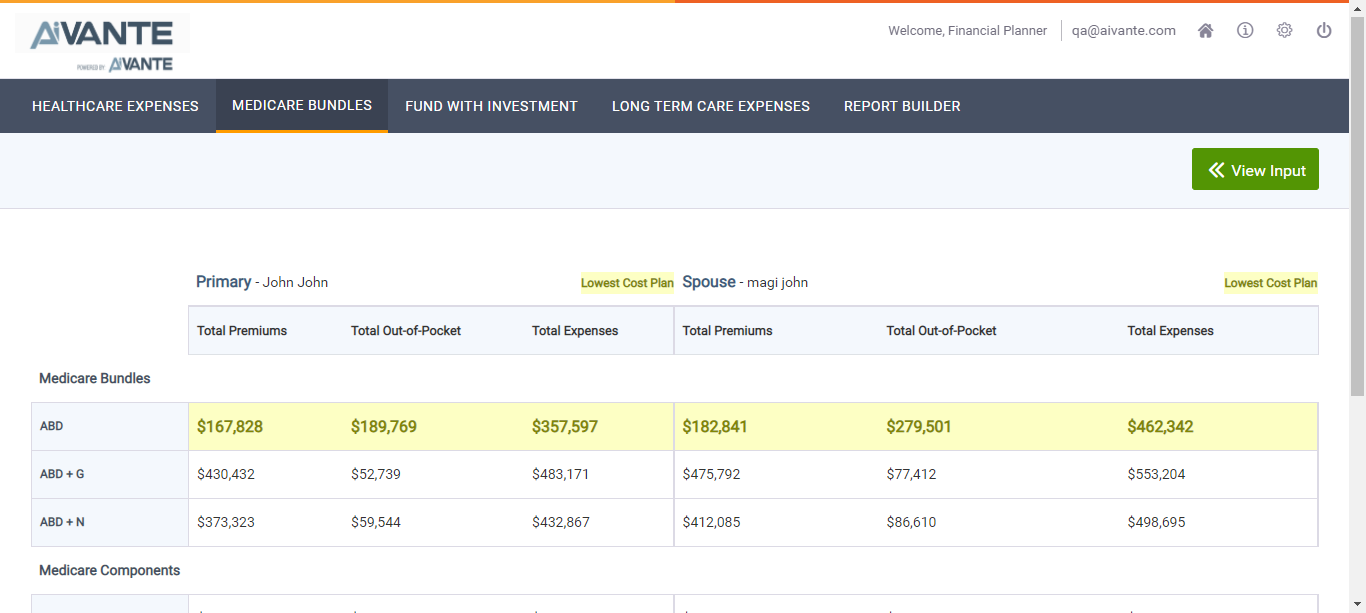 AiVANTE
POWERED BY AiVANTE
Welcome, Financial Planner qa@aivante.com
HEALTHCARE EXPENSES MEDICARE BUNDLES FUND WITH INVESTMENT LONG TERM CARE EXPENSES REPORT BUILDER
View Input
Primary - John John Lowest Cost Plan Spouse - magi john Lowest Cost Plan
Total Premiums Total Out-of-Pocket Total Expenses Total Premiums Total Out-of-Pocket Total Expenses
Medicare Bundles
ABD $167,828 $189,769 $357,597 $182,841 $279,501 $462,342
ABD + G $430,432 $52,739 $483,171 $475,792 $77,412 $553,204
ABD + N $373,323 $59,544 $432,867 $412,085 $86,610 $498,695
Medicare Components